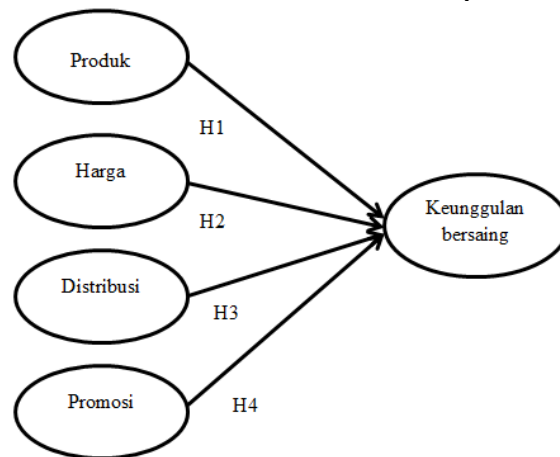 Produk
H1
Harga
H2
Keunggulan
bersaing
Distribusi
H3
Promosi
H4